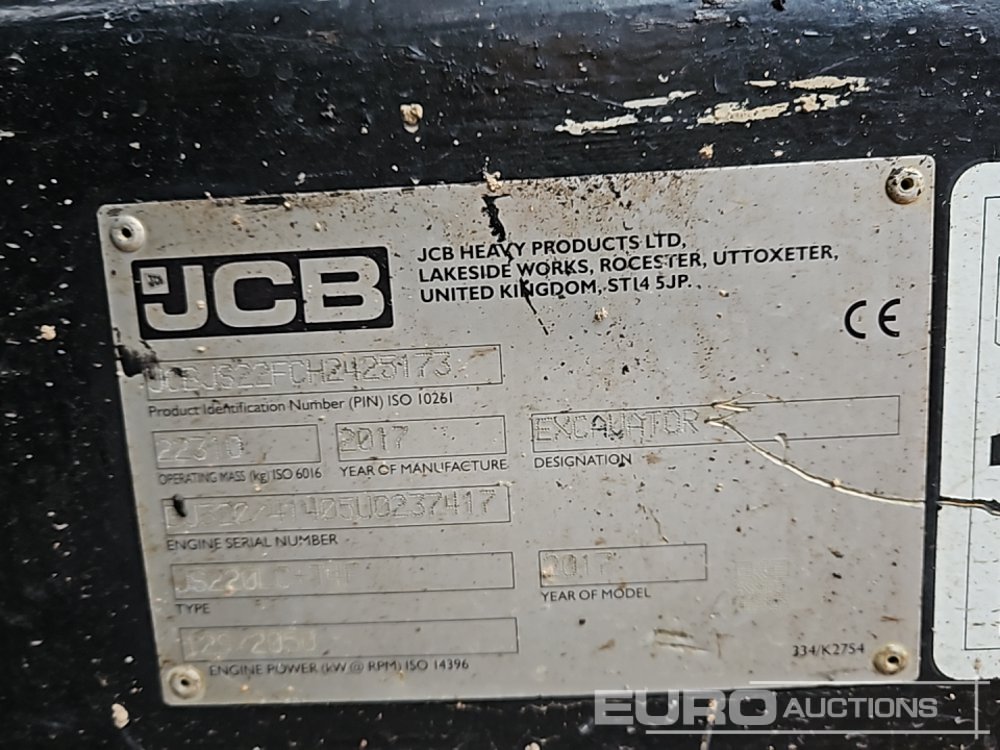 JCB
JCB HEAVY PRODUCTS LTD,
LAKESIDE WORKS, ROCESTER, UTTOXETER,
UNITED KINGDOM, ST14 5JP.
CE
JCBJS22FCH2425173
Product Identification Number (PIN) ISO 10261
22310
OPERATING MASS (kg) ISO 6016
2017
YEAR OF MANUFACTURE
EXCAVATOR
DESIGNATION
ENGINE SERIAL NUMBER
TYPE
2017
YEAR OF MODEL
ENGINE POWER (kW @ RPM) ISO 14396
334/K2754
EURO AUCTIONS